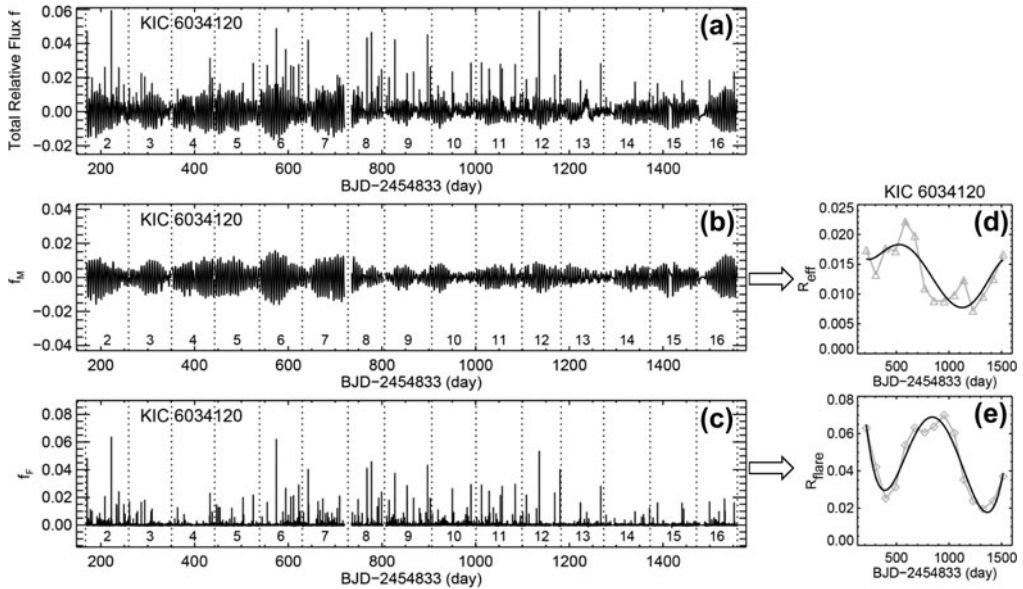 KIC 6034120
(a)
Total Relative Flux f
0.06
0.04
0.02
0.00
−0.02
2 3 4 5 6 7 8 9 10 11 12 13 14 15 16
200 400 600 800 1000 1200 1400
BJD−2454833 (day)
KIC 6034120
(b)
f_M
0.04
0.02
0.00
−0.02
−0.04
2 3 4 5 6 7 8 9 10 11 12 13 14 15 16
200 400 600 800 1000 1200 1400
BJD−2454833 (day)
KIC 6034120
(c)
f_F
0.08
0.06
0.04
0.02
0.00
2 3 4 5 6 7 8 9 10 11 12 13 14 15 16
200 400 600 800 1000 1200 1400
BJD−2454833 (day)
KIC 6034120
(d)
R_eff
0.025
0.020
0.015
0.010
0.005
0.000
500 1000 1500
BJD−2454833 (day)
(e)
R_flare
0.08
0.06
0.04
0.02
0.00
500 1000 1500
BJD−2454833 (day)